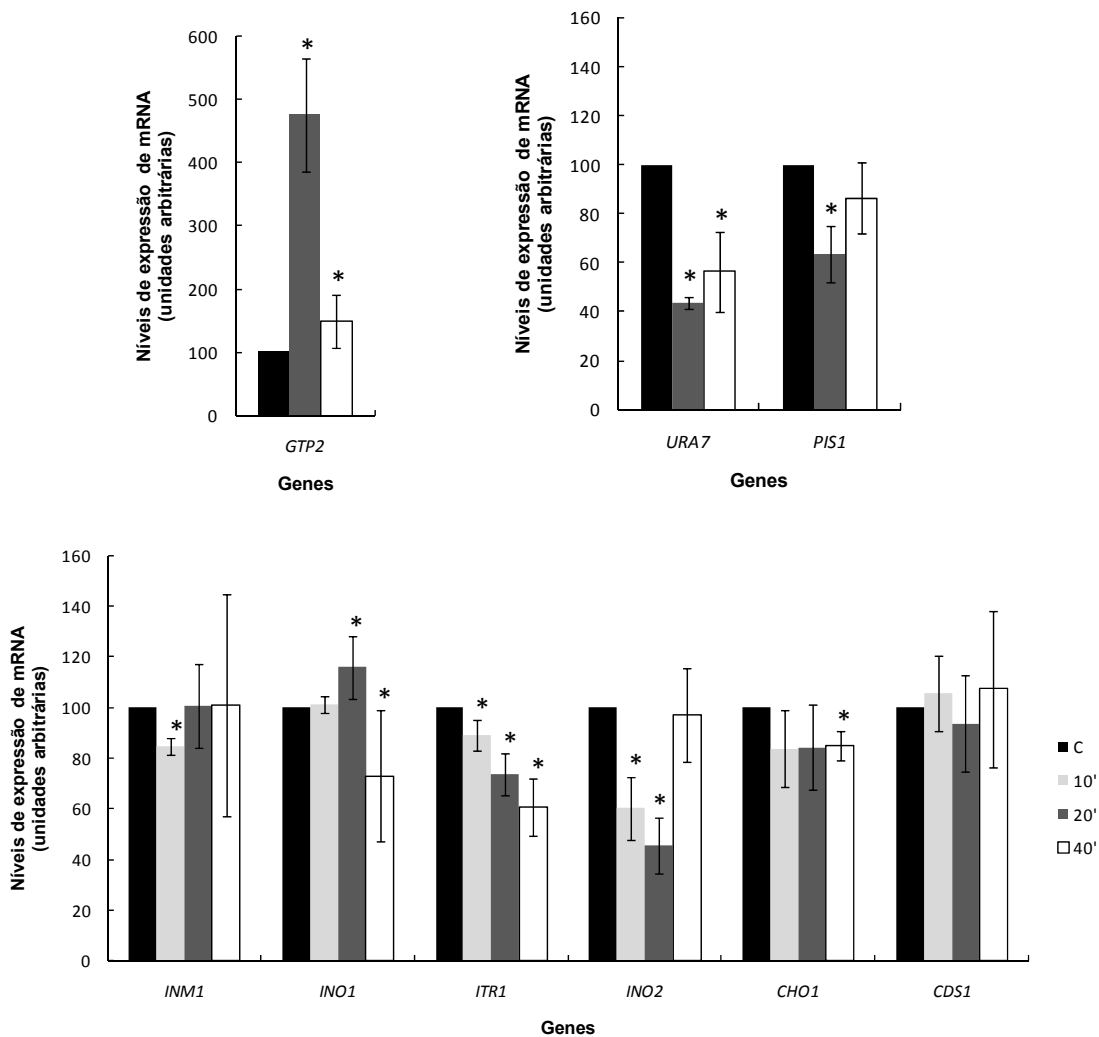 Níveis de expressão de mRNA
(unidades arbitrárias)
600
500
400
300
200
100
0
*
*
GTP2
Genes
Níveis de expressão de mRNA
(unidades arbitrárias)
160
140
120
100
80
60
40
20
0
*
*
*
URA7
PIS1
Genes
Níveis de expressão de mRNA
(unidades arbitrárias)
160
140
120
100
80
60
40
20
0
*
*
*
*
*
*
*
*
*
INM1
INO1
ITR1
INO2
CHO1
CDS1
Genes
C
10'
20'
40'